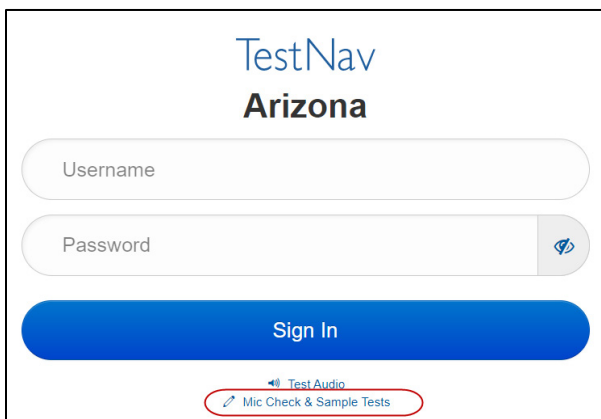 TestNav
Arizona
Username
Password
Sign In
Test Audio
Mic Check & Sample Tests